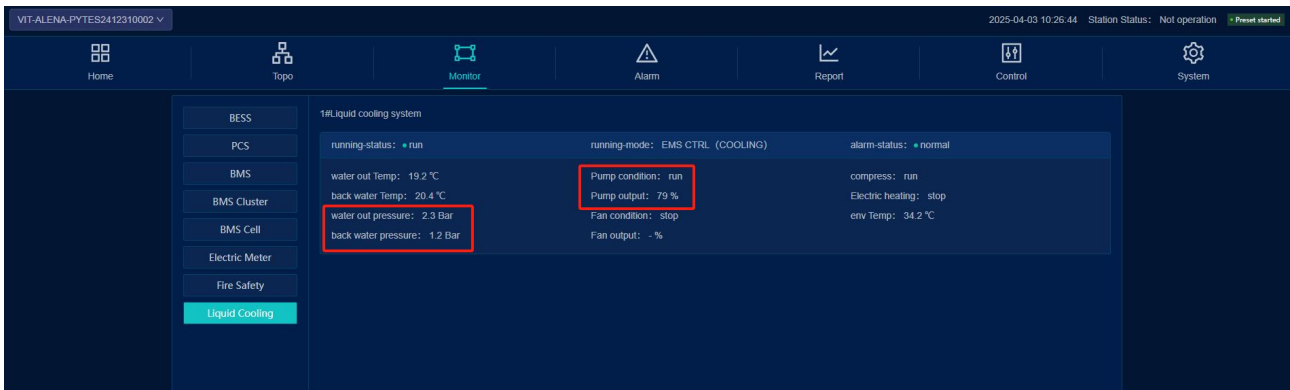 VIT-ALENA-PYTES2412310002
2025-04-03 10:26:44 Station Status: Not operation Preset started
Home Topo Monitor Alarm Report Control System
BESS
PCS
BMS
BMS Cluster
BMS Cell
Electric Meter
Fire Safety
Liquid Cooling
1#Liquid cooling system
running-status: run running-mode: EMS CTRL (COOLING) alarm-status: normal
water out Temp: 19.2 ℃ Pump condition: run compress: run
back water Temp: 20.4 ℃ Pump output: 79 % Electric heating: stop
water out pressure: 2.3 Bar Fan condition: stop env Temp: 34.2 ℃
back water pressure: 1.2 Bar Fan output: - %